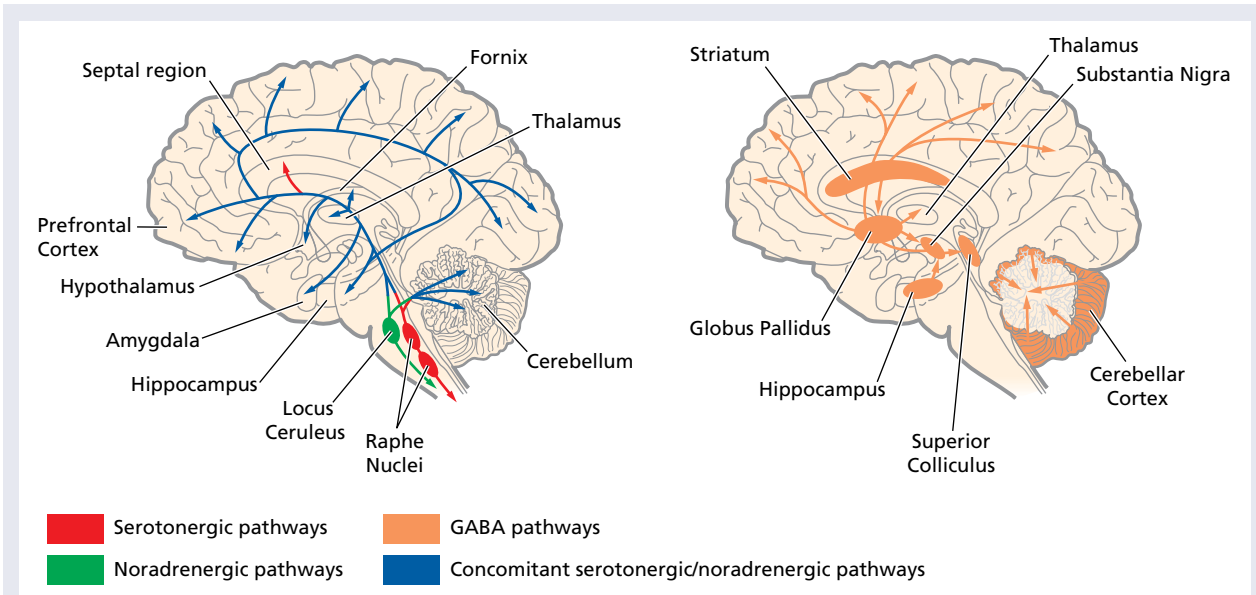 Septal region
Fornix
Thalamus
Prefrontal
Cortex
Hypothalamus
Amygdala
Hippocampus
Locus
Ceruleus
Raphe
Nuclei
Cerebellum
Striatum
Thalamus
Substantia Nigra
Globus Pallidus
Hippocampus
Superior
Colliculus
Cerebellar
Cortex
Serotonergic pathways
GABA pathways
Noradrenergic pathways
Concomitant serotonergic/noradrenergic pathways